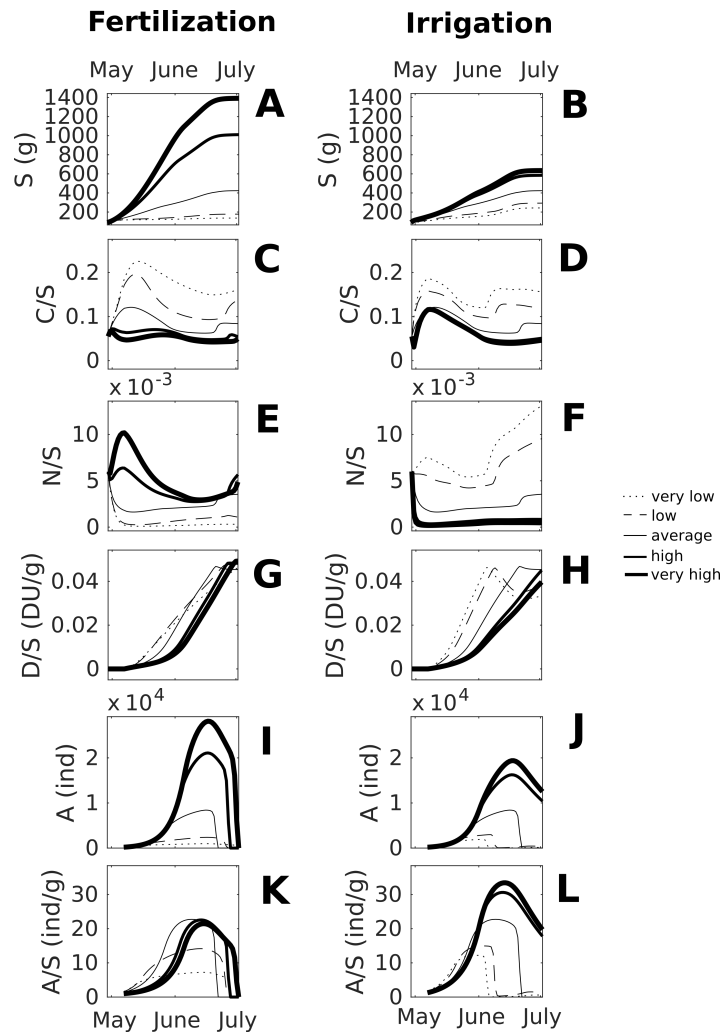 Fertilization Irrigation
May June July May June July
A B
S (g) 1400 1200 1000 800 600 400 200
S (g) 1400 1200 1000 800 600 400 200
C D
C/S 0.2 0.1 0
C/S 0.2 0.1 0
x 10-3 x 10-3
E F
N/S 10 5 0
N/S 10 5 0
very low
low
average
high
very high
G H
D/S (DU/g) 0.04 0.02 0
D/S (DU/g) 0.04 0.02 0
x 104 x 104
I J
A (ind) 2 1 0
A (ind) 2 1 0
K L
A/S (ind/g) 30 20 10 0
A/S (ind/g) 30 20 10 0
May June July May June July